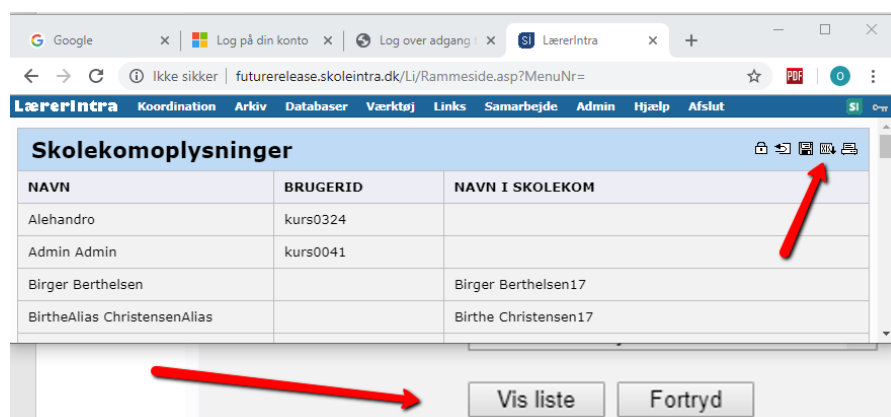 Google
Log på din konto
Log over adgang
SI LærerIntra
Ikke sikker futurerelease.skoleintra.dk/Li/Rammeside.asp?MenuNr=
PDF
O
LærerIntra Koordination Arkiv Databaser Værktøj Links Samarbejde Admin Hjælp Afslut SI
Skolekomoplysninger
NAVN BRUGERID NAVN I SKOLEKOM
Alehandro kurs0324
Admin Admin kurs0041
Birger Berthelsen Birger Berthelsen17
BirtheAlias ChristensenAlias Birthe Christensen17
Vis liste Fortryd